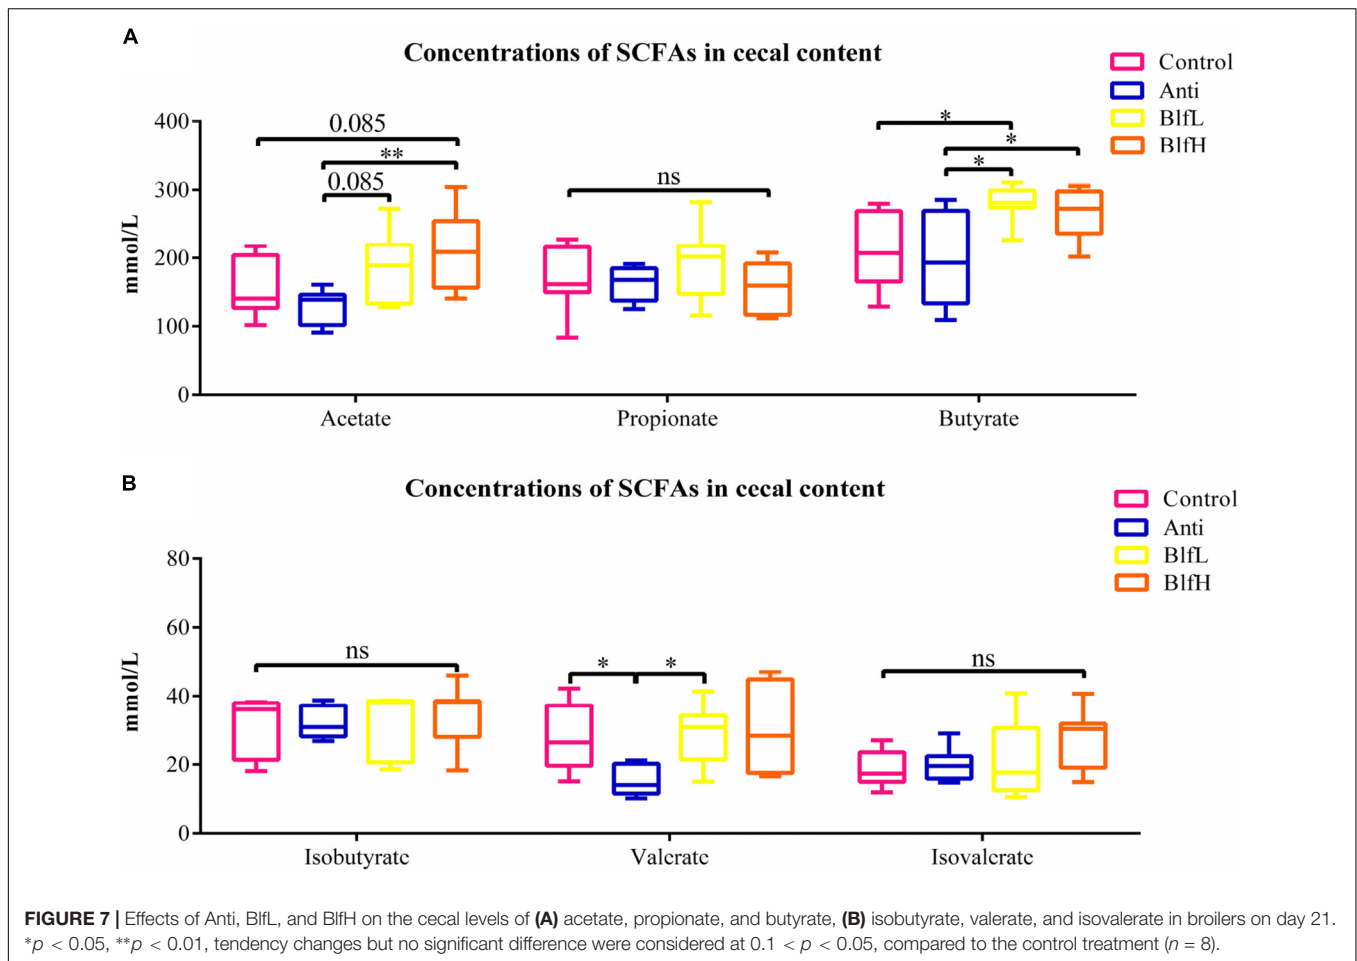 A
Concentrations of SCFAs in cecal content
Control
Anti
BlfL
BlfH
mmol/L
400
300
200
100
0
0.085
**
0.085
ns
*
*
*
Acetate
Propionate
Butyrate
B
Concentrations of SCFAs in cecal content
Control
Anti
BlfL
BlfH
mmol/L
80
60
40
20
0
ns
*
*
ns
Isobutyrate
Valerate
Isovalerate
FIGURE 7 | Effects of Anti, BlfL, and BlfH on the cecal levels of (A) acetate, propionate, and butyrate, (B) isobutyrate, valerate, and isovalerate in broilers on day 21.
*p < 0.05, **p < 0.01, tendency changes but no significant difference were considered at 0.1 < p < 0.05, compared to the control treatment (n = 8).